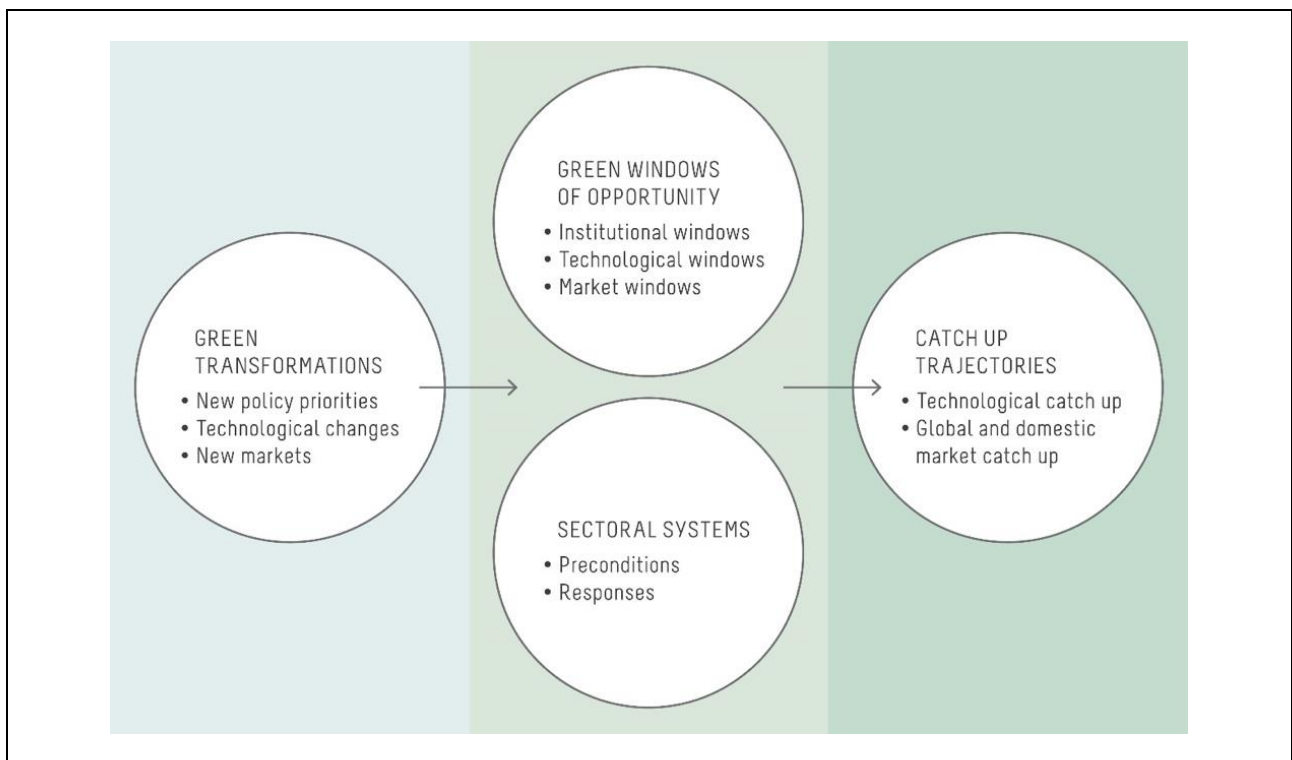 GREEN
TRANSFORMATIONS
• New policy priorities
• Technological changes
• New markets
GREEN WINDOWS
OF OPPORTUNITY
• Institutional windows
• Technological windows
• Market windows
SECTORAL SYSTEMS
• Preconditions
• Responses
CATCH UP
TRAJECTORIES
• Technological catch up
• Global and domestic
market catch up